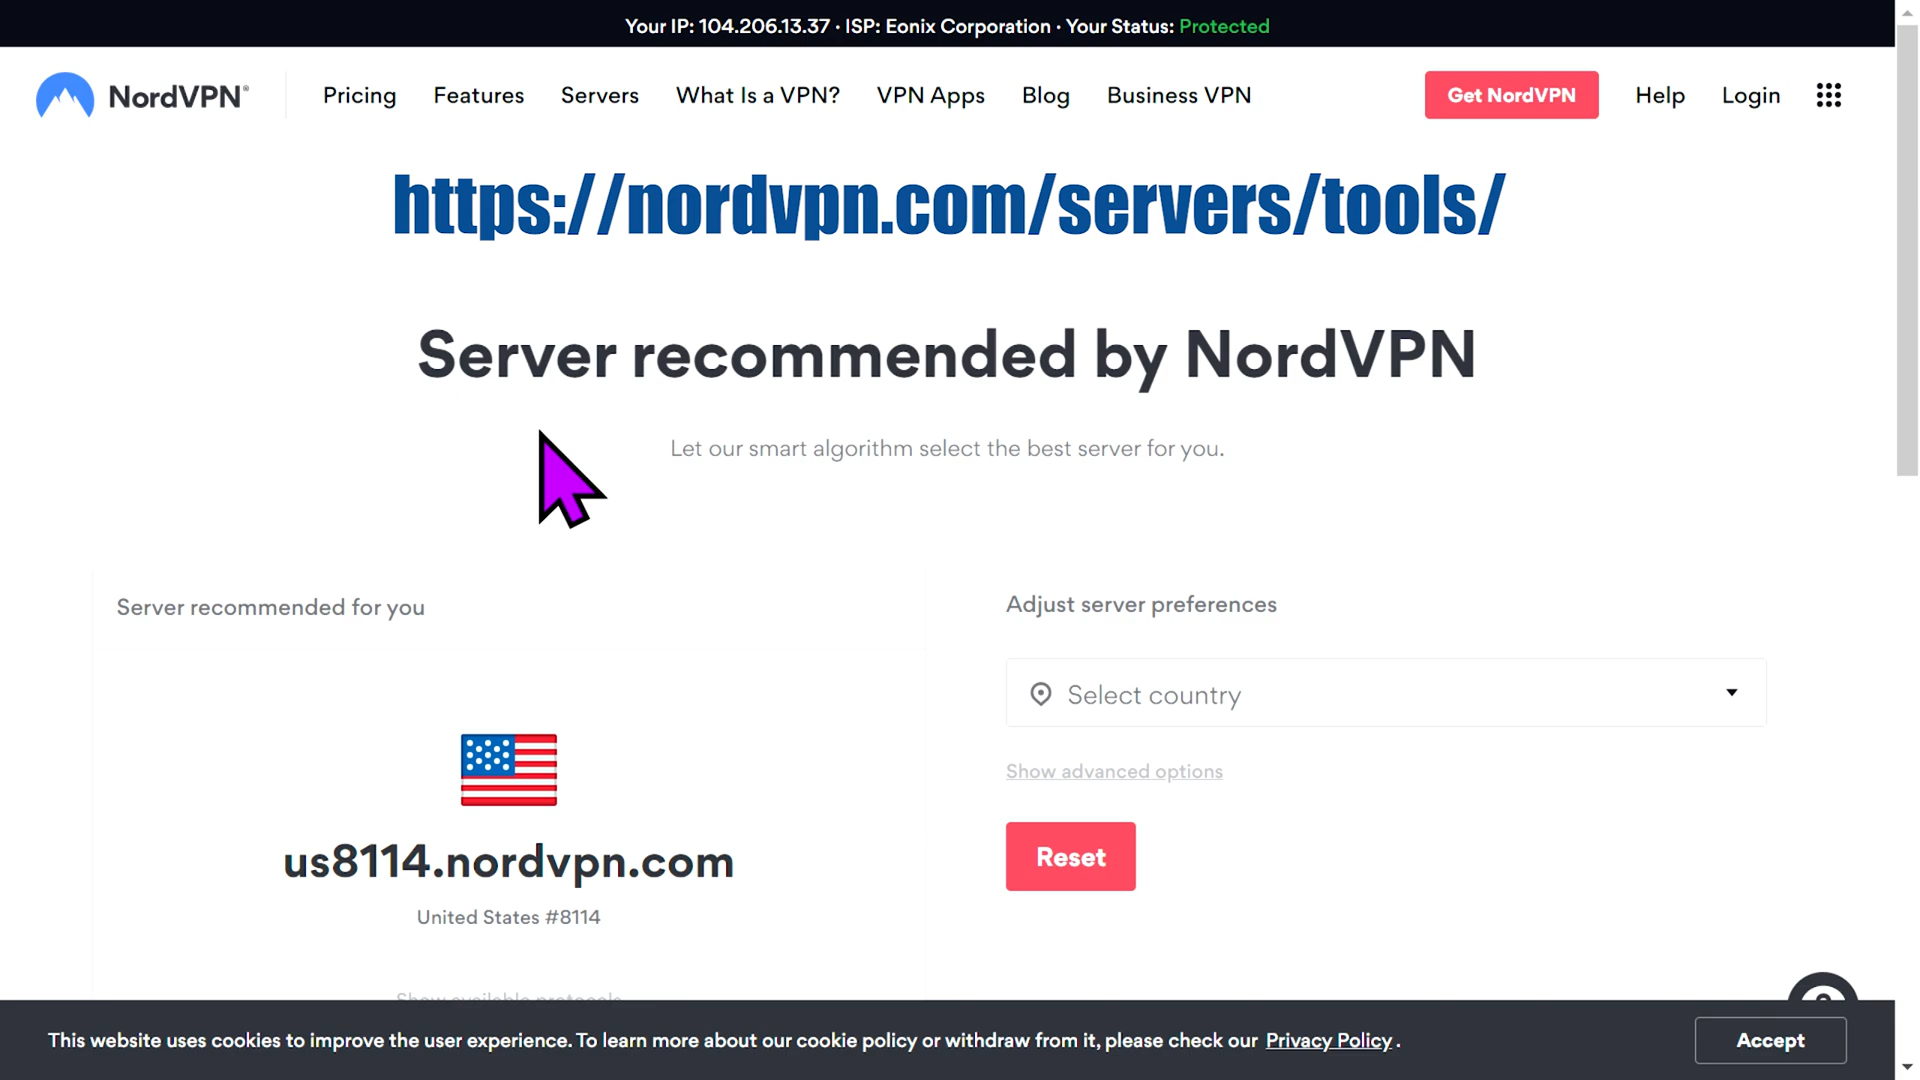 Your IP: 104.206.13.37 · ISP: Eonix Corporation · Your Status: Protected
NordVPN®
Pricing
Features
Servers
What Is a VPN?
VPN Apps
Blog
Business VPN
Get NordVPN
Help
Login
https://nordvpn.com/servers/tools/
Server recommended by NordVPN
Let our smart algorithm select the best server for you.
Server recommended for you
us8114.nordvpn.com
United States #8114
Show available protocols
Adjust server preferences
Select country
Show advanced options
Reset
This website uses cookies to improve the user experience. To learn more about our cookie policy or withdraw from it, please check our Privacy Policy .
Accept